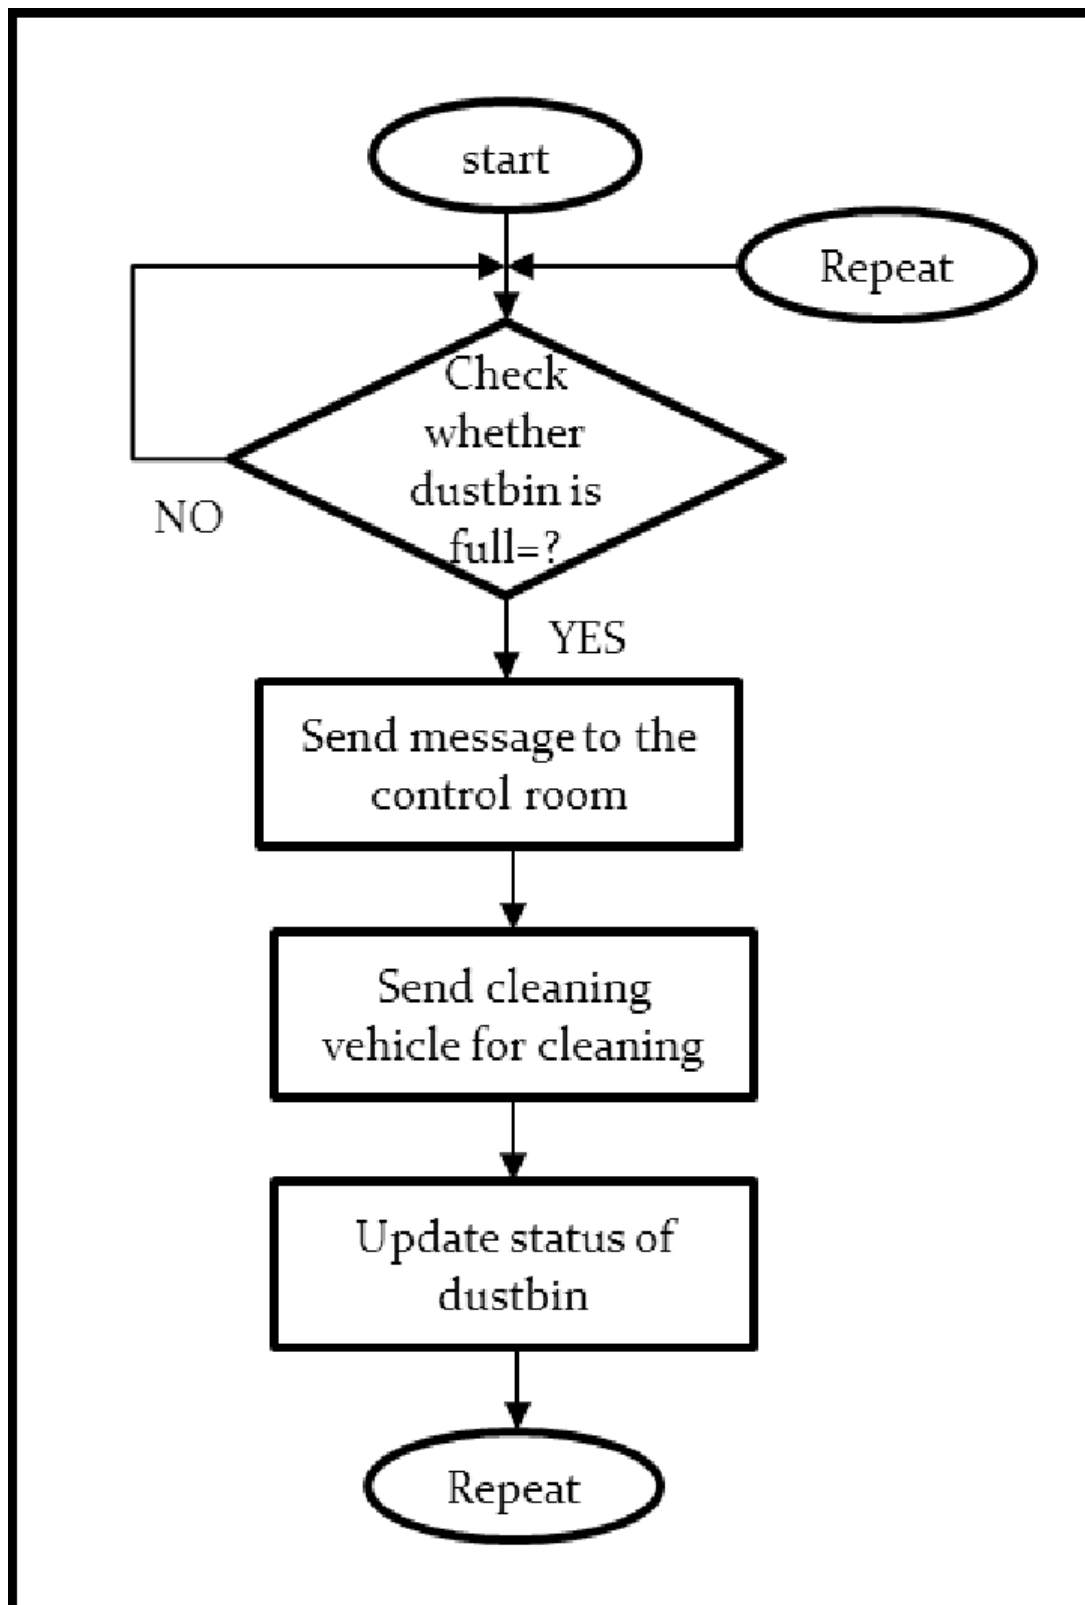 start
Repeat
Check
whether
dustbin is
full=?
NO
YES
Send message to the
control room
Send cleaning
vehicle for cleaning
Update status of
dustbin
Repeat